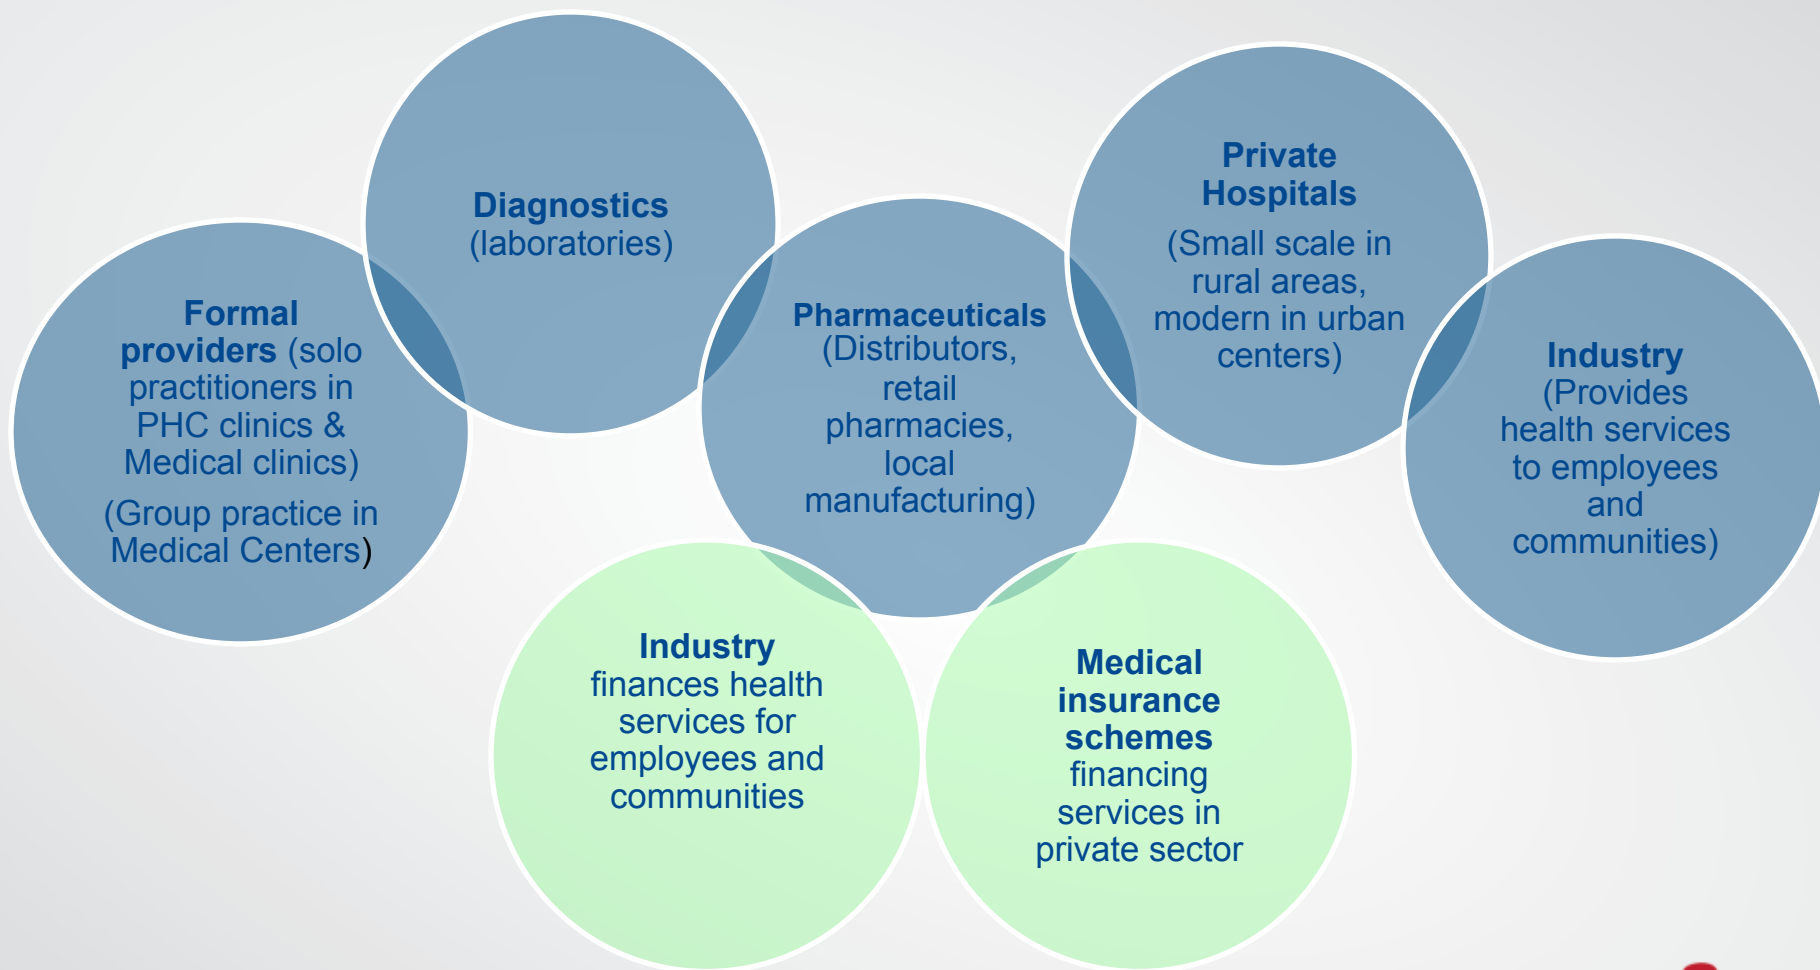 Formal
providers (solo
practitioners in
PHC clinics &
Medical clinics)
(Group practice in
Medical Centers)
Diagnostics
(laboratories)
Pharmaceuticals
(Distributors,
retail
pharmacies,
local
manufacturing)
Private
Hospitals
(Small scale in
rural areas,
modern in urban
centers)
Industry
(Provides
health services
to employees
and
communities)
Industry
finances health
services for
employees and
communities
Medical
insurance
schemes
financing
services in
private sector